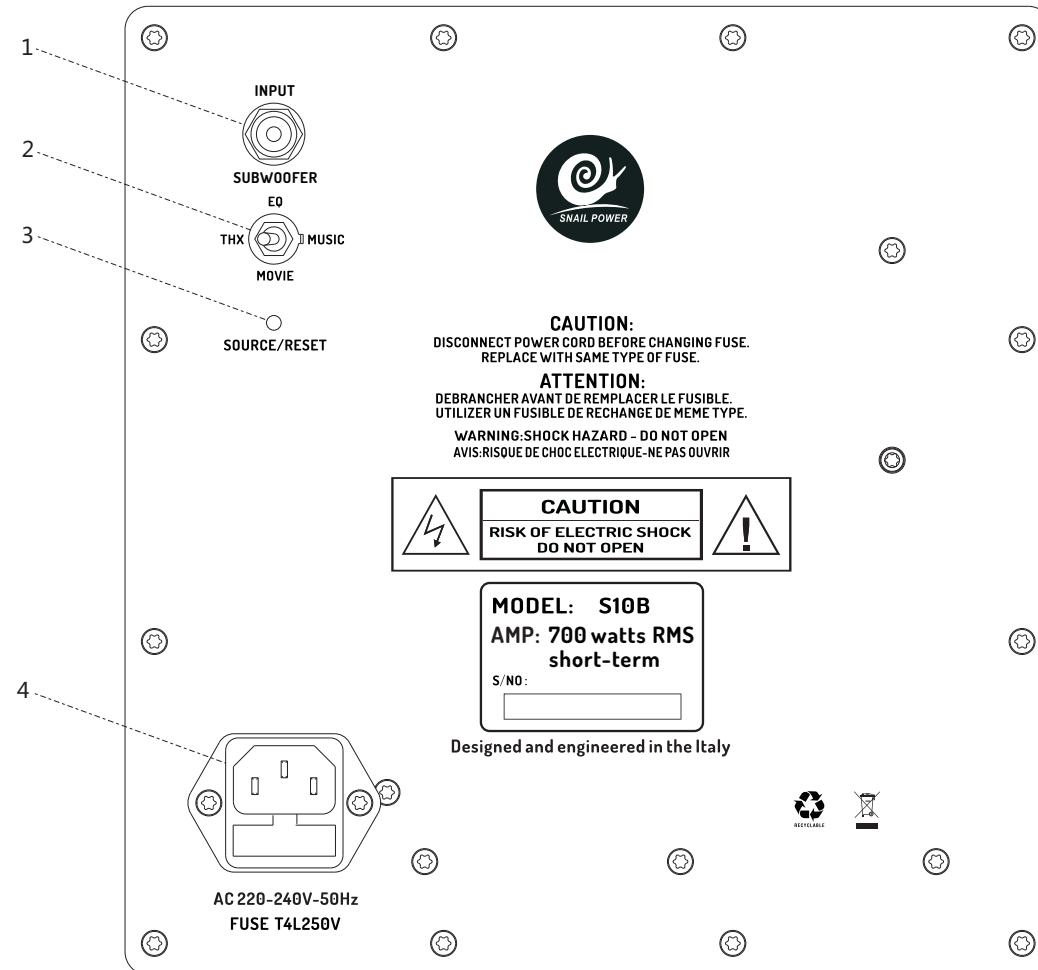 1
INPUT
2
SUBWOOFER
EQ
3
THX
MUSIC
MOVIE
SOURCE/RESET
SNAIL POWER
CAUTION:
DISCONNECT POWER CORD BEFORE CHANGING FUSE.
REPLACE WITH SAME TYPE OF FUSE.
ATTENTION:
DEBRANCHER AVANT DE REMPLACER LE FUSIBLE.
UTILIZER UN FUSIBLE DE RECHANGE DE MEME TYPE.
WARNING:SHOCK HAZARD - DO NOT OPEN
AVIS:RISQUE DE CHOC ELECTRIQUE-NE PAS OUVRIR
CAUTION
RISK OF ELECTRIC SHOCK
DO NOT OPEN
!
MODEL: S10B
AMP: 700 watts RMS
short-term
S/NO:
Designed and engineered in the Italy
4
RECYCLABLE
AC 220-240V-50Hz
FUSE T4L250V